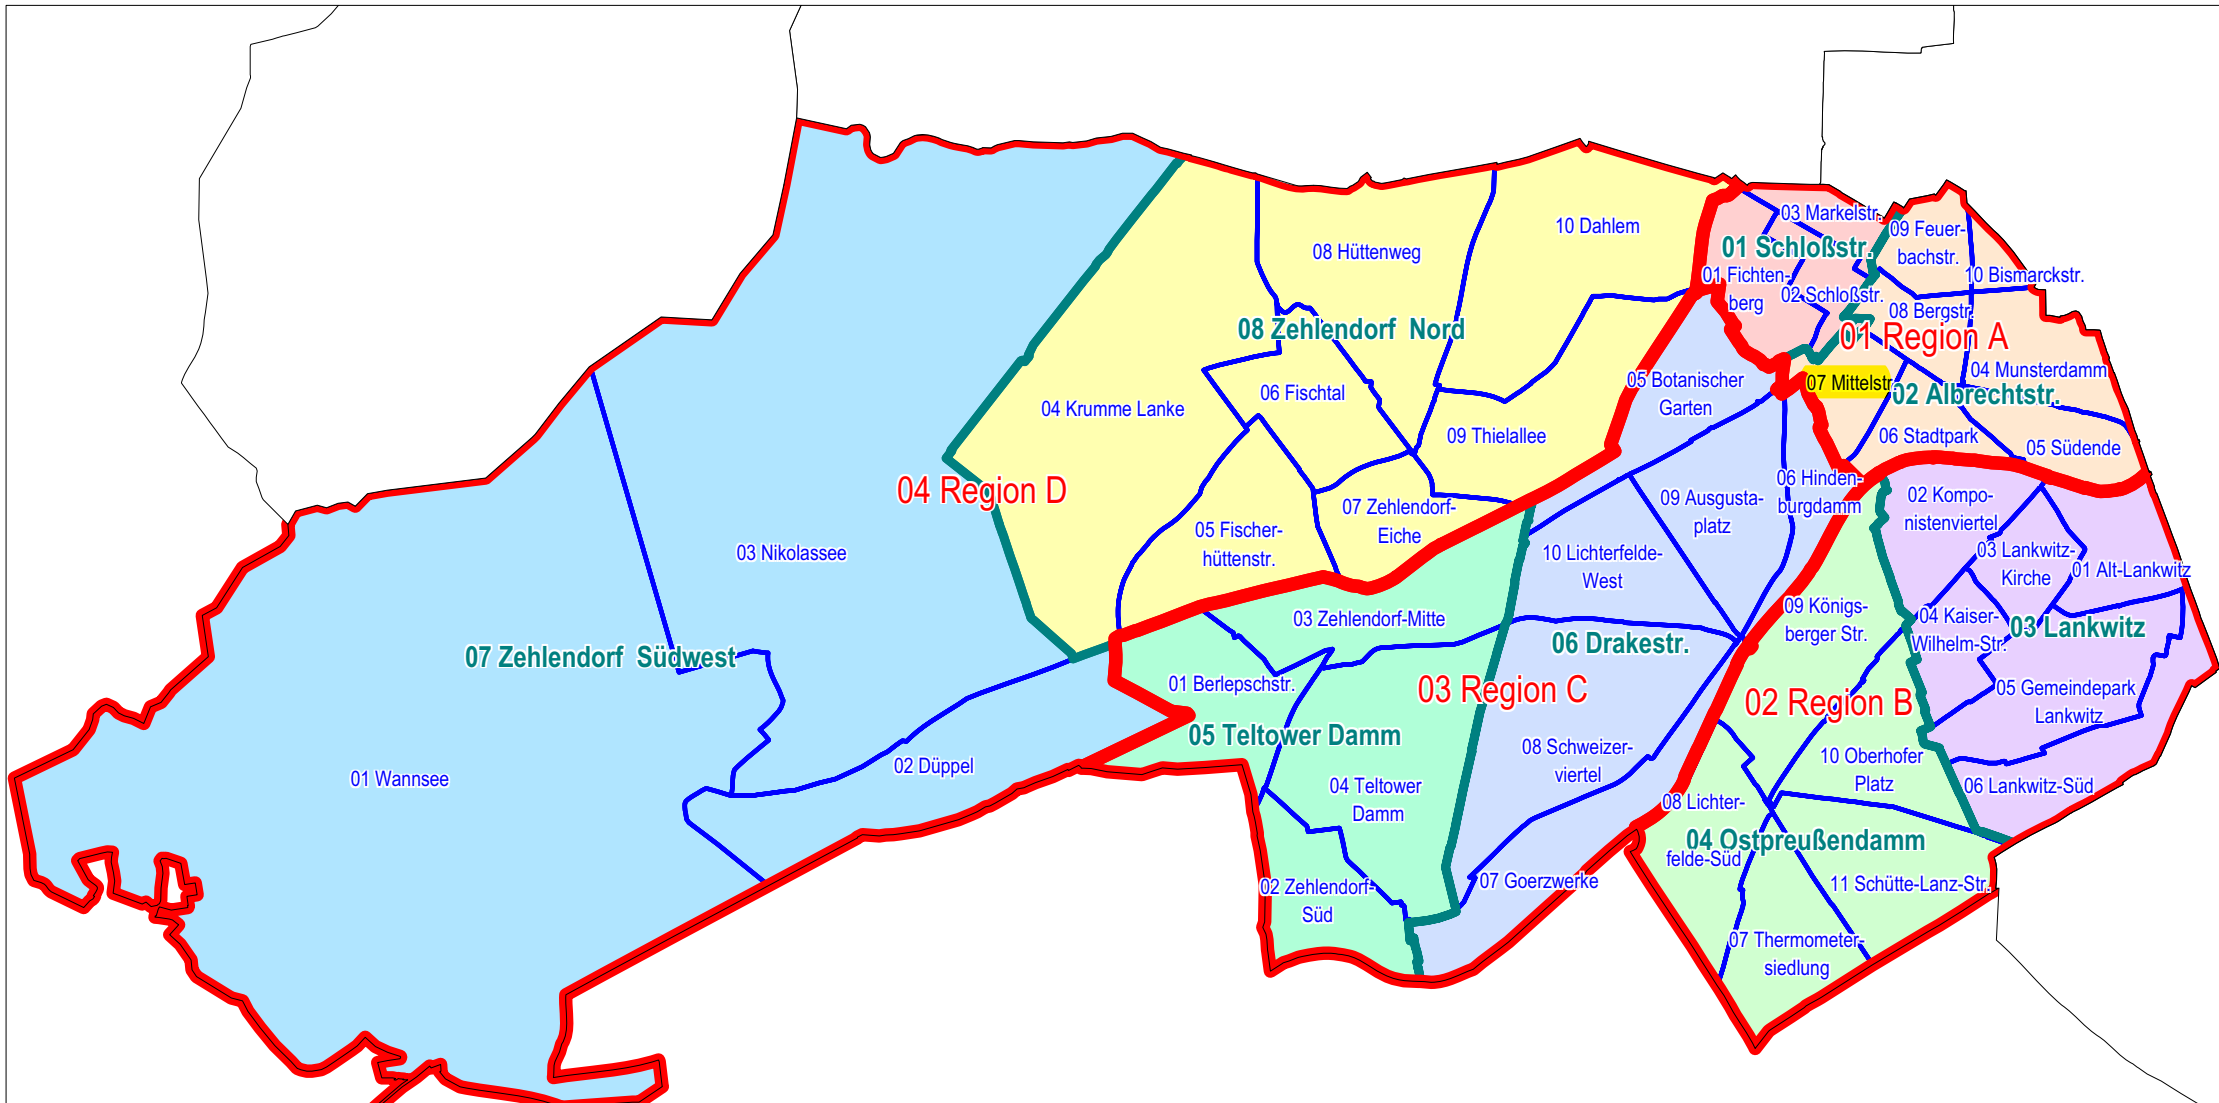 03 Markelstr.
10 Dahlem
09 Feuer-
bachstr.
01 Schloßstr.
08 Hüttenweg
01 Fichten-
berg
10 Bismarckstr.
02 Schloßstr.
08 Bergstr.
08 Zehlendorf Nord
01 Region A
04 Munsterdamm
05 Botanischer
Garten
07 Mittelstr.
02 Albrechtstr.
06 Fischtal
04 Krumme Lanke
09 Thielallee
06 Stadtpark
05 Südende
04 Region D
06 Hinden-
burgdamm
09 Ausgusta-
platz
02 Kompo-
nistenviertel
07 Zehlendorf-
Eiche
05 Fischer-
hüttenstr.
03 Nikolassee
10 Lichterfelde-
West
03 Lankwitz-
Kirche
01 Alt-Lankwitz
03 Zehlendorf-Mitte
09 Königs-
berger Str.
04 Kaiser-
Wilhelm-Str.
03 Lankwitz
06 Drakestr.
07 Zehlendorf Südwest
01 Berlepschstr.
03 Region C
02 Region B
05 Gemeindepark
Lankwitz
05 Teltower Damm
08 Schweizer-
viertel
10 Oberhofer
Platz
02 Düppel
01 Wannsee
04 Teltower
Damm
06 Lankwitz-Süd
08 Lichter-
felde-Süd
04 Ostpreußendamm
02 Zehlendorf-
Süd
07 Goerzwerke
11 Schütte-Lanz-Str.
07 Thermometer-
siedlung